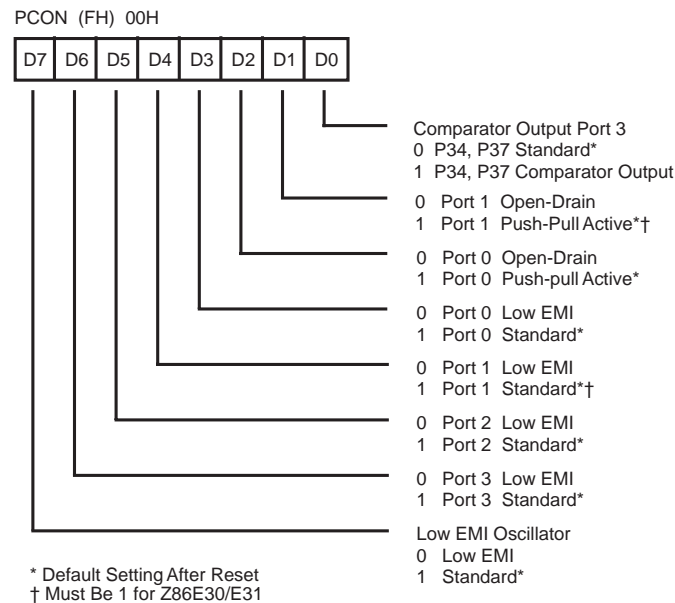 PCON (FH) 00H
D7 D6 D5 D4 D3 D2 D1 D0
Comparator Output Port 3
0 P34, P37 Standard*
1 P34, P37 Comparator Output
0 Port 1 Open-Drain
1 Port 1 Push-Pull Active*†
0 Port 0 Open-Drain
1 Port 0 Push-pull Active*
0 Port 0 Low EMI
1 Port 0 Standard*
0 Port 1 Low EMI
1 Port 1 Standard*†
0 Port 2 Low EMI
1 Port 2 Standard*
0 Port 3 Low EMI
1 Port 3 Standard*
Low EMI Oscillator
0 Low EMI
1 Standard*
* Default Setting After Reset
† Must Be 1 for Z86E30/E31